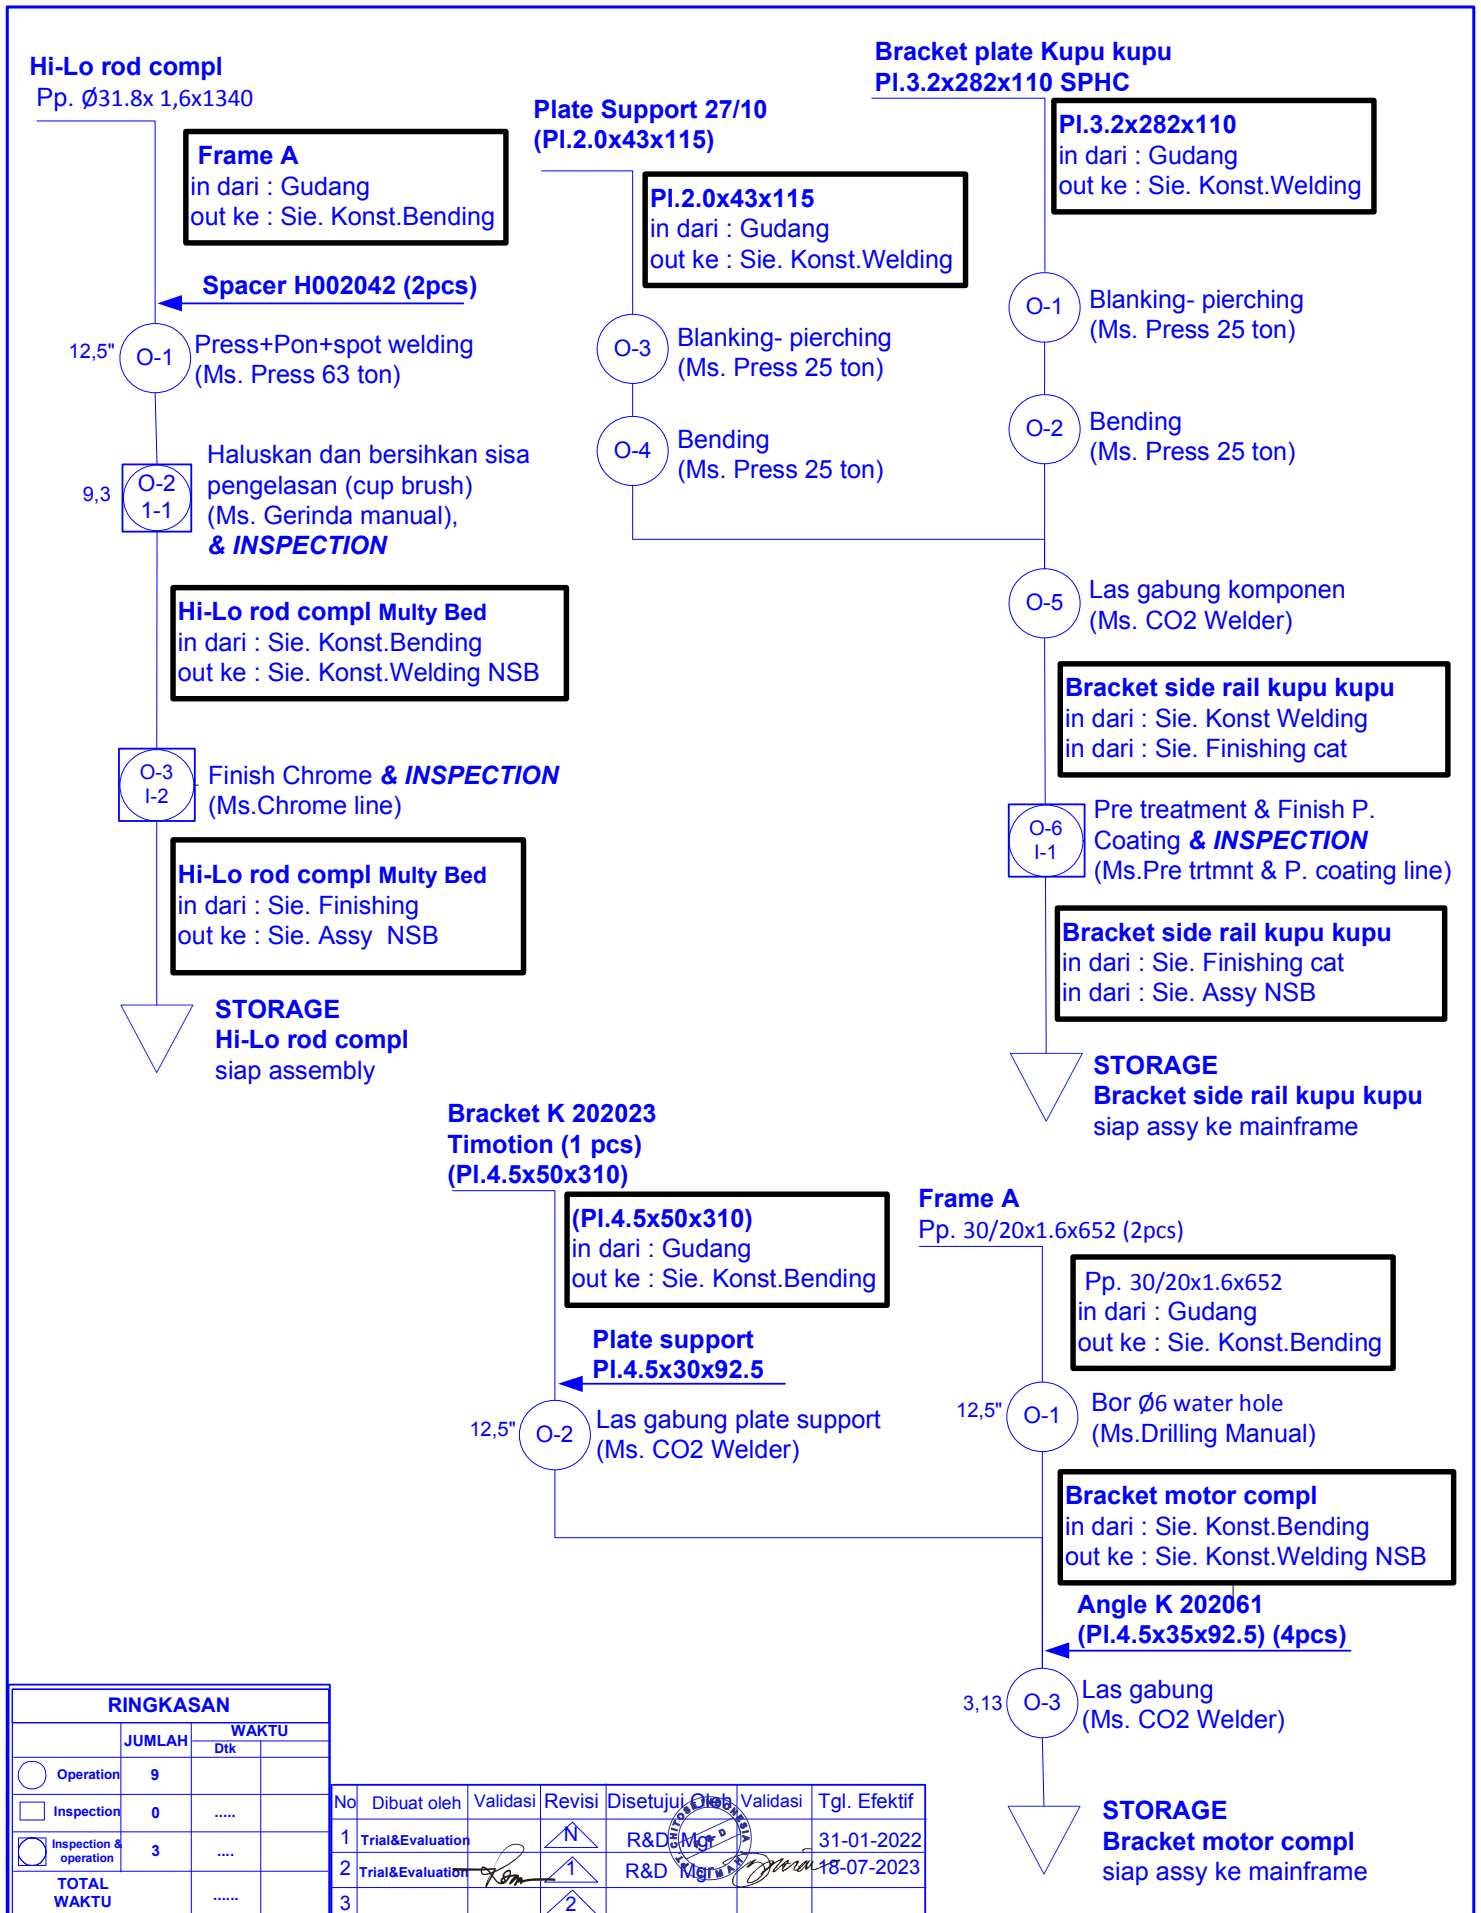 Hi-Lo rod compl
Pp. Ø31.8x 1,6x1340
Frame A
in dari : Gudang
out ke : Sie. Konst.Bending
Spacer H002042 (2pcs)
12,5"
O-1
Press+Pon+spot welding
(Ms. Press 63 ton)
9,3
O-2
1-1
Haluskan dan bersihkan sisa
pengelasan (cup brush)
(Ms. Gerinda manual),
& INSPECTION
Hi-Lo rod compl Multy Bed
in dari : Sie. Konst.Bending
out ke : Sie. Konst.Welding NSB
O-3
I-2
Finish Chrome & INSPECTION
(Ms.Chrome line)
Hi-Lo rod compl Multy Bed
in dari : Sie. Finishing
out ke : Sie. Assy NSB
STORAGE
Hi-Lo rod compl
siap assembly
Plate Support 27/10
(Pl.2.0x43x115)
Pl.2.0x43x115
in dari : Gudang
out ke : Sie. Konst.Welding
O-3
Blanking- pierching
(Ms. Press 25 ton)
O-4
Bending
(Ms. Press 25 ton)
Bracket plate Kupu kupu
Pl.3.2x282x110 SPHC
Pl.3.2x282x110
in dari : Gudang
out ke : Sie. Konst.Welding
O-1
Blanking- pierching
(Ms. Press 25 ton)
O-2
Bending
(Ms. Press 25 ton)
O-5
Las gabung komponen
(Ms. CO2 Welder)
Bracket side rail kupu kupu
in dari : Sie. Konst Welding
in dari : Sie. Finishing cat
O-6
I-1
Pre treatment & Finish P.
Coating & INSPECTION
(Ms.Pre trtmnt & P. coating line)
Bracket side rail kupu kupu
in dari : Sie. Finishing cat
in dari : Sie. Assy NSB
STORAGE
Bracket side rail kupu kupu
siap assy ke mainframe
Bracket K 202023
Timotion (1 pcs)
(Pl.4.5x50x310)
(Pl.4.5x50x310)
in dari : Gudang
out ke : Sie. Konst.Bending
Plate support
Pl.4.5x30x92.5
12,5"
O-2
Las gabung plate support
(Ms. CO2 Welder)
Frame A
Pp. 30/20x1.6x652 (2pcs)
Pp. 30/20x1.6x652
in dari : Gudang
out ke : Sie. Konst.Bending
12,5"
O-1
Bor Ø6 water hole
(Ms.Drilling Manual)
Bracket motor compl
in dari : Sie. Konst.Bending
out ke : Sie. Konst.Welding NSB
Angle K 202061
(Pl.4.5x35x92.5) (4pcs)
3,13
O-3
Las gabung
(Ms. CO2 Welder)
STORAGE
Bracket motor compl
siap assy ke mainframe
RINGKASAN
JUMLAH WAKTU
Dtk
Operation 9
Inspection 0 .....
Inspection &
operation 3 ....
TOTAL
WAKTU ......
No Dibuat oleh Validasi Revisi Disetujui Oleh Validasi Tgl. Efektif
1 Trial&Evaluation N R&D Mgr 31-01-2022
2 Trial&Evaluation 1 R&D Mgr 18-07-2023
3 2